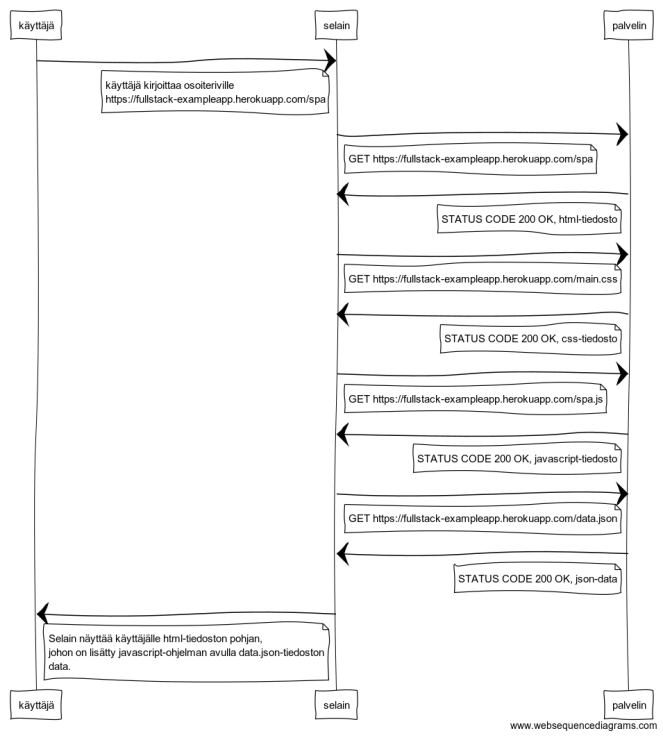 käyttäjä
selain
palvelin
käyttäjä kirjoittaa osoiteriville
https://fullstack-exampleapp.herokuapp.com/spa
GET https://fullstack-exampleapp.herokuapp.com/spa
STATUS CODE 200 OK, html-tiedosto
GET https://fullstack-exampleapp.herokuapp.com/main.css
STATUS CODE 200 OK, css-tiedosto
GET https://fullstack-exampleapp.herokuapp.com/spa.js
STATUS CODE 200 OK, javascript-tiedosto
GET https://fullstack-exampleapp.herokuapp.com/data.json
STATUS CODE 200 OK, json-data
Selain näyttää käyttäjälle html-tiedoston pohjan,
johon on lisätty javascript-ohjelman avulla data.json-tiedoston
data.
käyttäjä
selain
palvelin
www.websequencediagrams.com